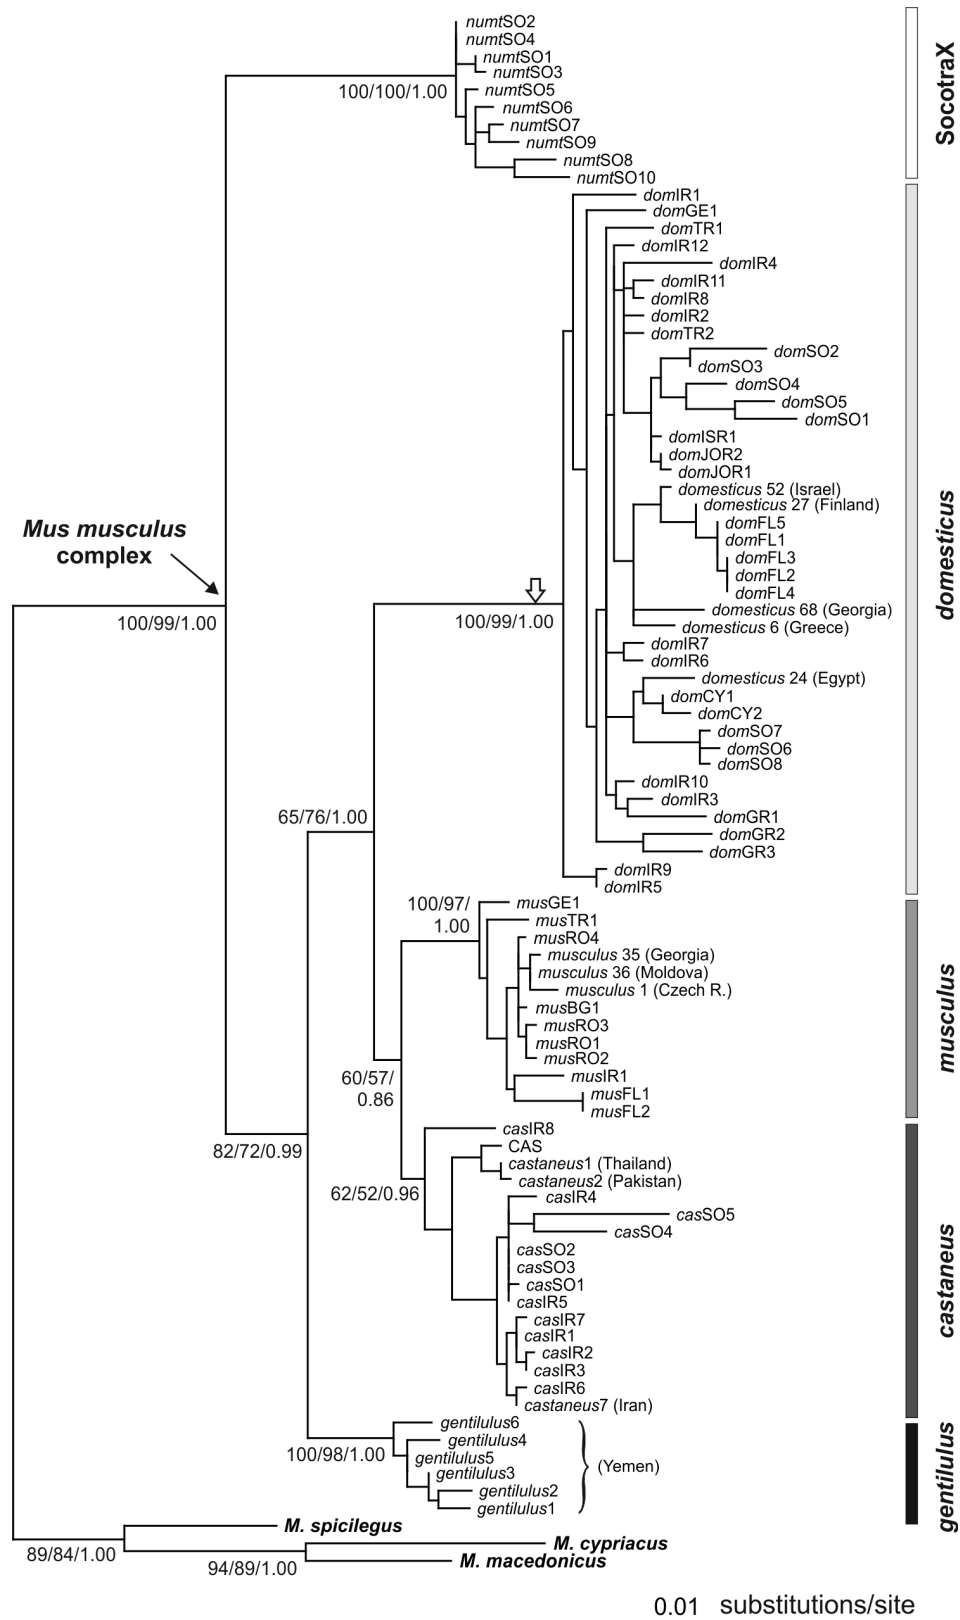 numtSO2
numtSO4
numtSO1
numtSO3
100/100/1.00
numtSO5
numtSO6
numtSO7
numtSO9
numtSO8
numtSO10
SocotraX
domIR1
domGE1
domTR1
domIR12
domIR4
domIR11
domIR8
domIR2
domTR2
domSO2
domSO3
domSO4
domSO5
domSO1
domISR1
domJOR2
domJOR1
domesticus 52 (Israel)
domesticus 27 (Finland)
domFL5
domFL1
domFL3
domFL2
domFL4
domesticus 68 (Georgia)
domesticus 6 (Greece)
domIR7
domIR6
domesticus 24 (Egypt)
domCY1
domCY2
domSO7
domSO6
domSO8
domIR10
domIR3
domGR1
domGR2
domGR3
domIR9
domIR5
domesticus
Mus musculus
complex
100/99/1.00
100/99/1.00
65/76/1.00
100/97/
1.00
musGE1
musTR1
musRO4
musculus 35 (Georgia)
musculus 36 (Moldova)
musculus 1 (Czech R.)
musBG1
musRO3
musRO1
musRO2
musIR1
musFL1
musFL2
musculus
60/57/
0.86
82/72/0.99
62/52/0.96
casIR8
CAS
castaneus1 (Thailand)
castaneus2 (Pakistan)
casIR4
casSO5
casSO4
casSO2
casSO3
casSO1
casIR5
casIR7
casIR1
casIR2
casIR3
casIR6
castaneus7 (Iran)
castaneus
100/98/1.00
gentilulus6
gentilulus4
gentilulus5
gentilulus3
gentilulus2
gentilulus1
(Yemen)
gentilulus
M. spicilegus
M. cypriacus
M. macedonicus
89/84/1.00
94/89/1.00
0.01 substitutions/site